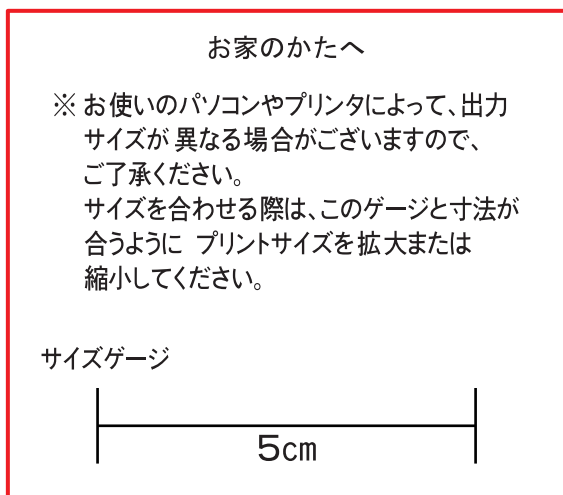 お家のかたへ
※ お使いのパソコンやプリンタによって、出力
サイズが 異なる場合がございますので、
ご了承ください。
サイズを合わせる際は、このゲージと寸法が
合うように プリントサイズを拡大または
縮小してください。
サイズゲージ
5cm